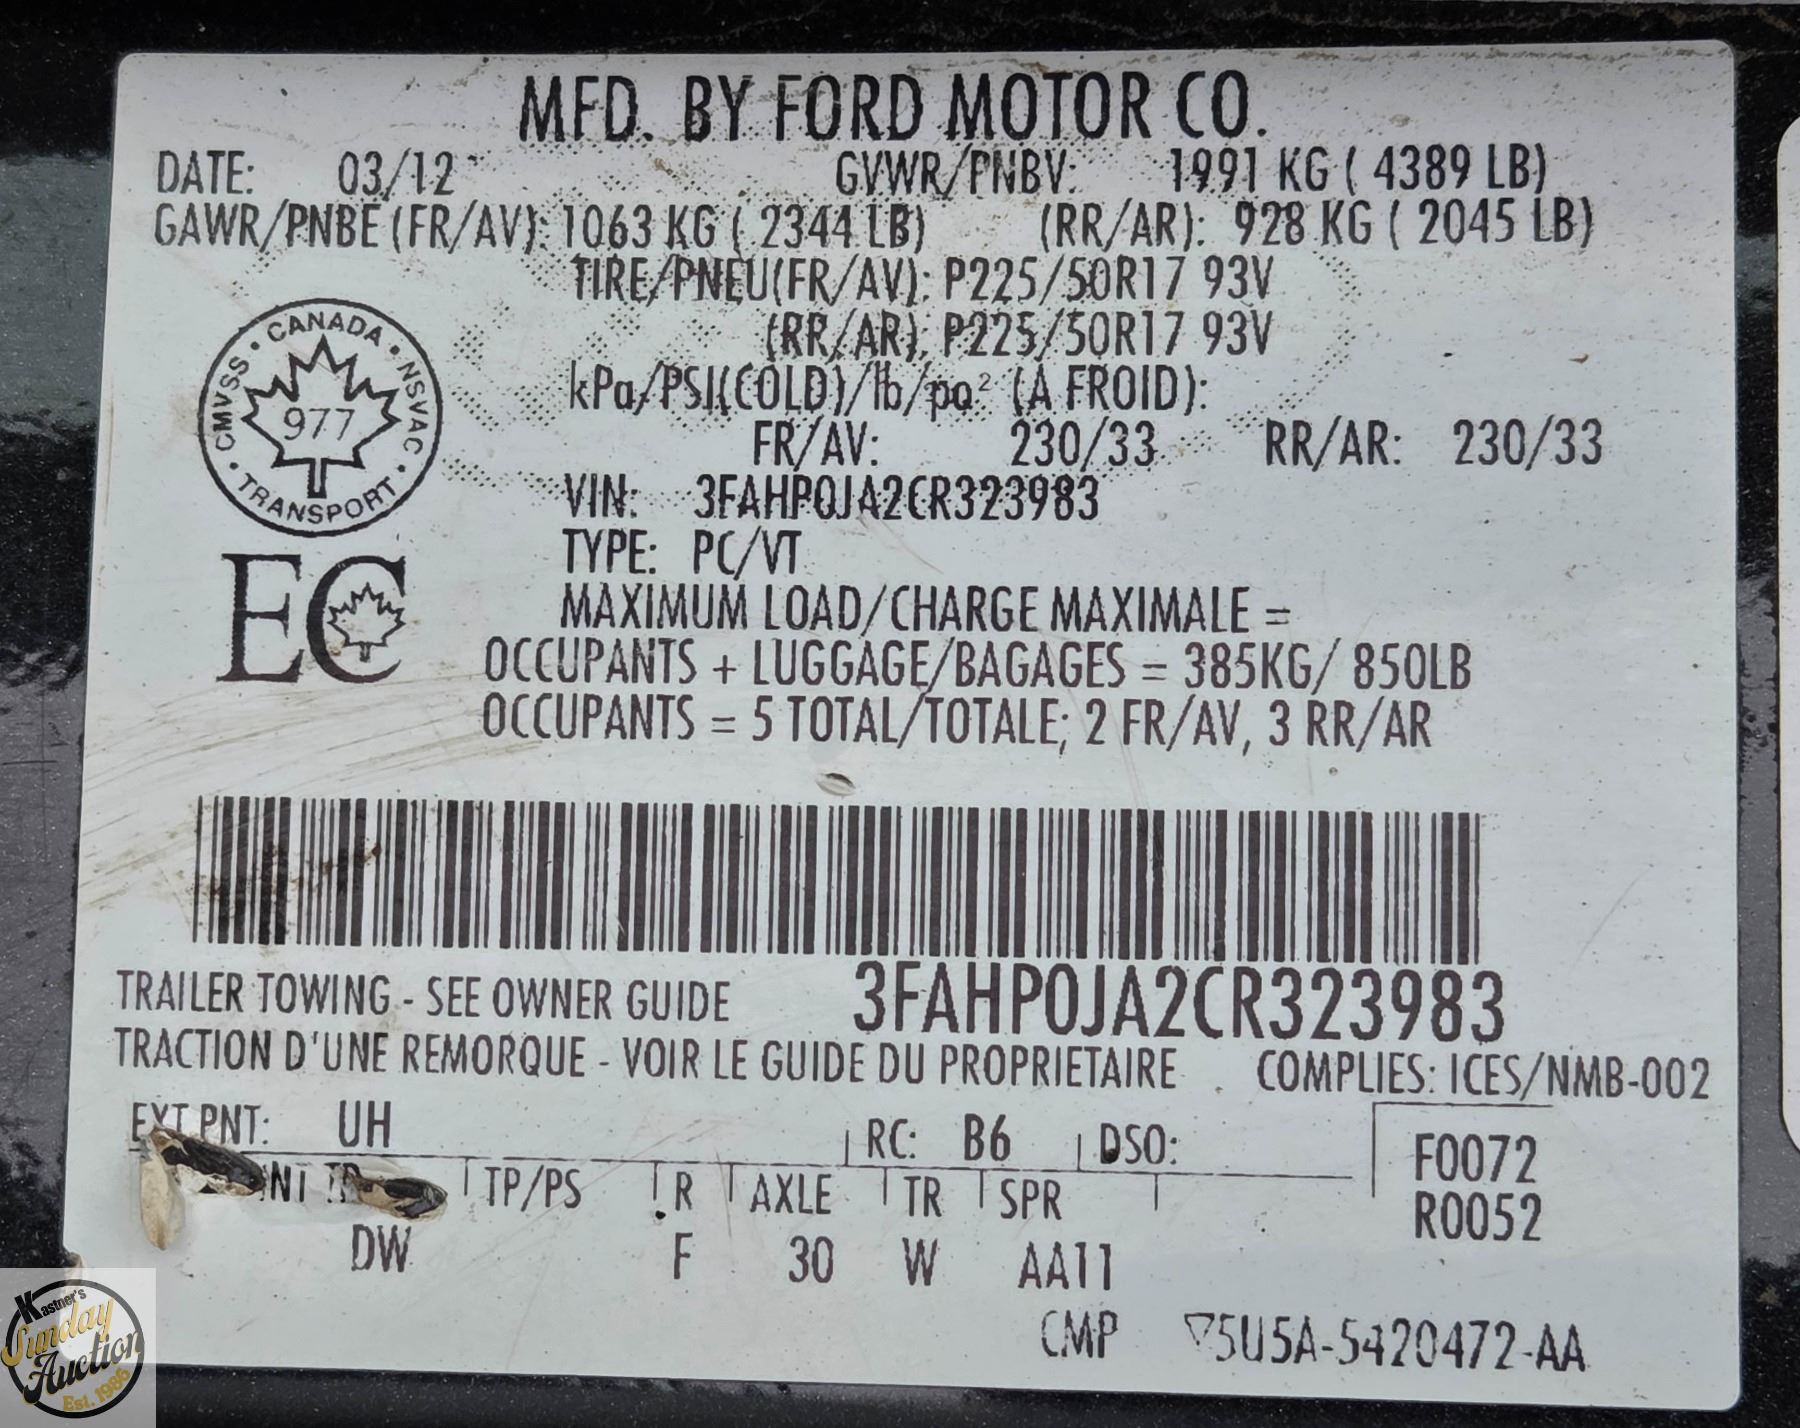 MFD. BY FORD MOTOR CO.
DATE: 03/12 GVWR/PNBV: 1991 KG ( 4389 LB)
GAWR/PNBE (FR/AV): 1063 KG ( 2344 LB) (RR/AR): 928 KG ( 2045 LB)
TIRE/PNEU(FR/AV): P225/50R17 93V
(RR/AR): P225/50R17 93V
kPa/PSI(COLD)/lb/po² (A FROID):
FR/AV: 230/33 RR/AR: 230/33
CMVSS • CANADA • NSVAC • TRANSPORT •
977
VIN: 3FAHP0JA2CR323983
TYPE: PC/VT
EC
MAXIMUM LOAD/CHARGE MAXIMALE =
OCCUPANTS + LUGGAGE/BAGAGES = 385KG/ 850LB
OCCUPANTS = 5 TOTAL/TOTALE; 2 FR/AV, 3 RR/AR
TRAILER TOWING - SEE OWNER GUIDE 3FAHP0JA2CR323983
TRACTION D'UNE REMORQUE - VOIR LE GUIDE DU PROPRIETAIRE COMPLIES: ICES/NMB-002
EXT PNT: UH RC: B6 DSO: F0072
INT TR TP/PS R AXLE TR SPR R0052
DW F 30 W AA11
CMP ▽5U5A-5420472-AA
Kastner's
Sunday
Auction
Est. 1986